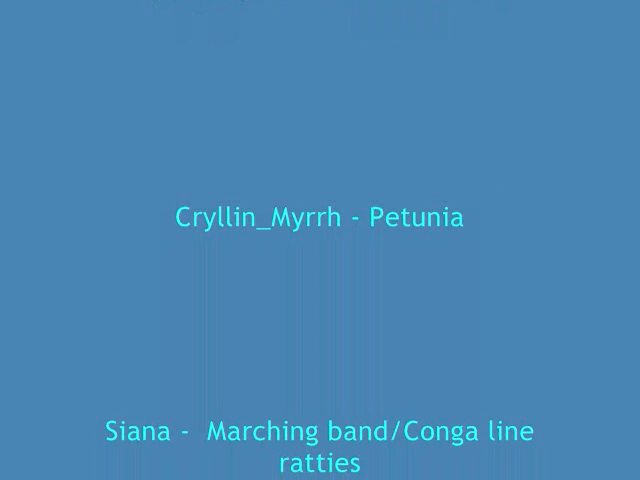 Cryllin_Myrrh - Petunia
Siana -  Marching band/Conga line
ratties